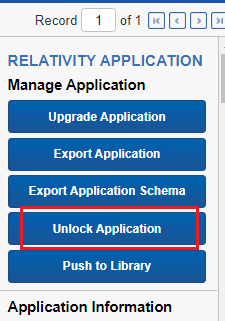 Record 1 of 1
RELATIVITY APPLICATION
Manage Application
Upgrade Application
Export Application
Export Application Schema
Unlock Application
Push to Library
Application Information